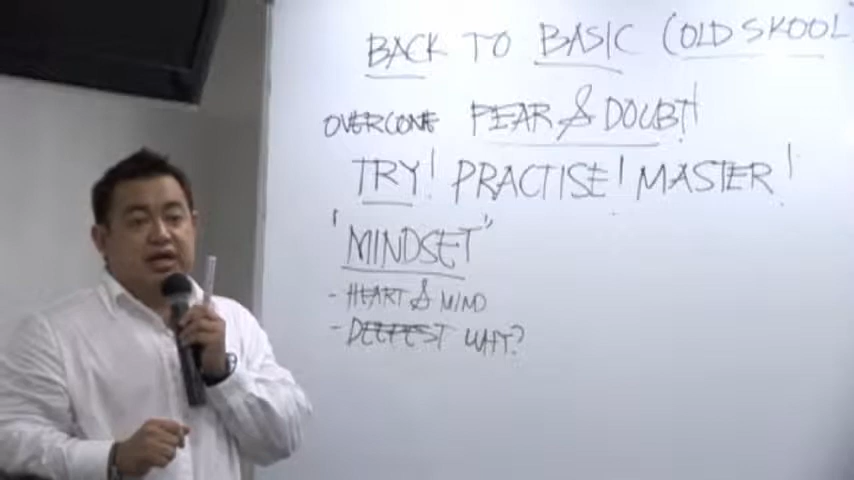 BACK TO BASIC (OLD SKOOL)
OVERCOME FEAR & DOUBT!
TRY! PRACTISE! MASTER!
'MINDSET"
- HEART & MIND
- DEEPEST WHY?